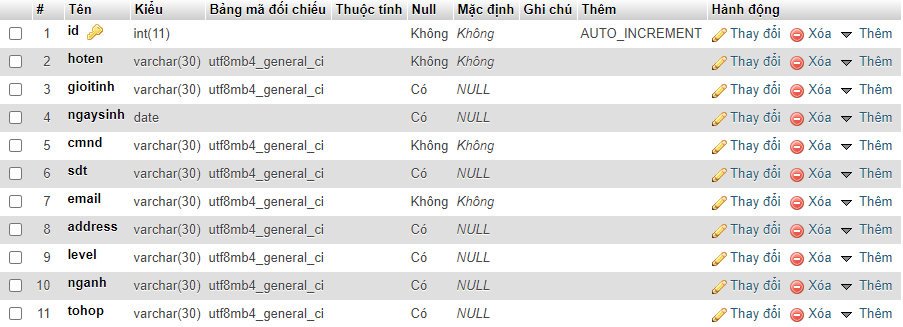 # Tên Kiểu Bảng mã đối chiếu Thuộc tính Null Mặc định Ghi chú Thêm Hành động
1 id int(11) Không Không AUTO_INCREMENT Thay đổi Xóa Thêm
2 hoten varchar(30) utf8mb4_general_ci Không Không Thay đổi Xóa Thêm
3 gioitinh varchar(30) utf8mb4_general_ci Có NULL Thay đổi Xóa Thêm
4 ngaysinh date Có NULL Thay đổi Xóa Thêm
5 cmnd varchar(30) utf8mb4_general_ci Không Không Thay đổi Xóa Thêm
6 sdt varchar(30) utf8mb4_general_ci Có NULL Thay đổi Xóa Thêm
7 email varchar(30) utf8mb4_general_ci Không Không Thay đổi Xóa Thêm
8 address varchar(30) utf8mb4_general_ci Có NULL Thay đổi Xóa Thêm
9 level varchar(30) utf8mb4_general_ci Có NULL Thay đổi Xóa Thêm
10 nganh varchar(30) utf8mb4_general_ci Có NULL Thay đổi Xóa Thêm
11 tohop varchar(30) utf8mb4_general_ci Có NULL Thay đổi Xóa Thêm